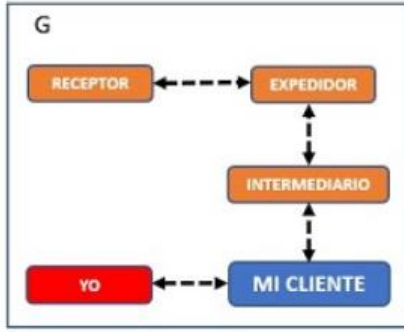 G
RECEPTOR
EXPEDIDOR
INTERMEDIARIO
YO
MI CLIENTE